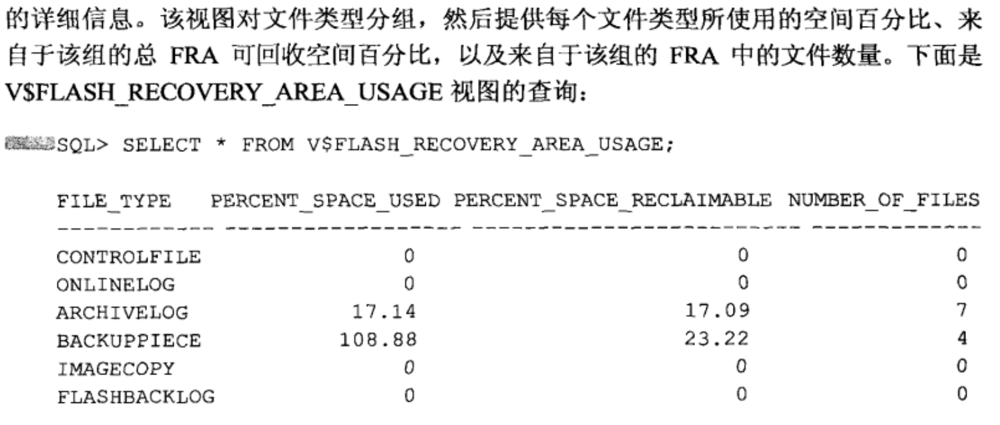 的详细信息。该视图对文件类型分组，然后提供每个文件类型所使用的空间百分比、来
自于该组的总 FRA 可回收空间百分比，以及来自于该组的 FRA 中的文件数量。下面是
V$FLASH_RECOVERY_AREA_USAGE 视图的查询：
SQL> SELECT * FROM V$FLASH_RECOVERY_AREA_USAGE;
FILE_TYPE PERCENT_SPACE_USED PERCENT_SPACE_RECLAIMABLE NUMBER_OF_FILES
------------ ------------------ ------------------------- ---------------
CONTROLFILE 0 0 0
ONLINELOG 0 0 0
ARCHIVELOG 17.14 17.09 7
BACKUPPIECE 108.88 23.22 4
IMAGECOPY 0 0 0
FLASHBACKLOG 0 0 0